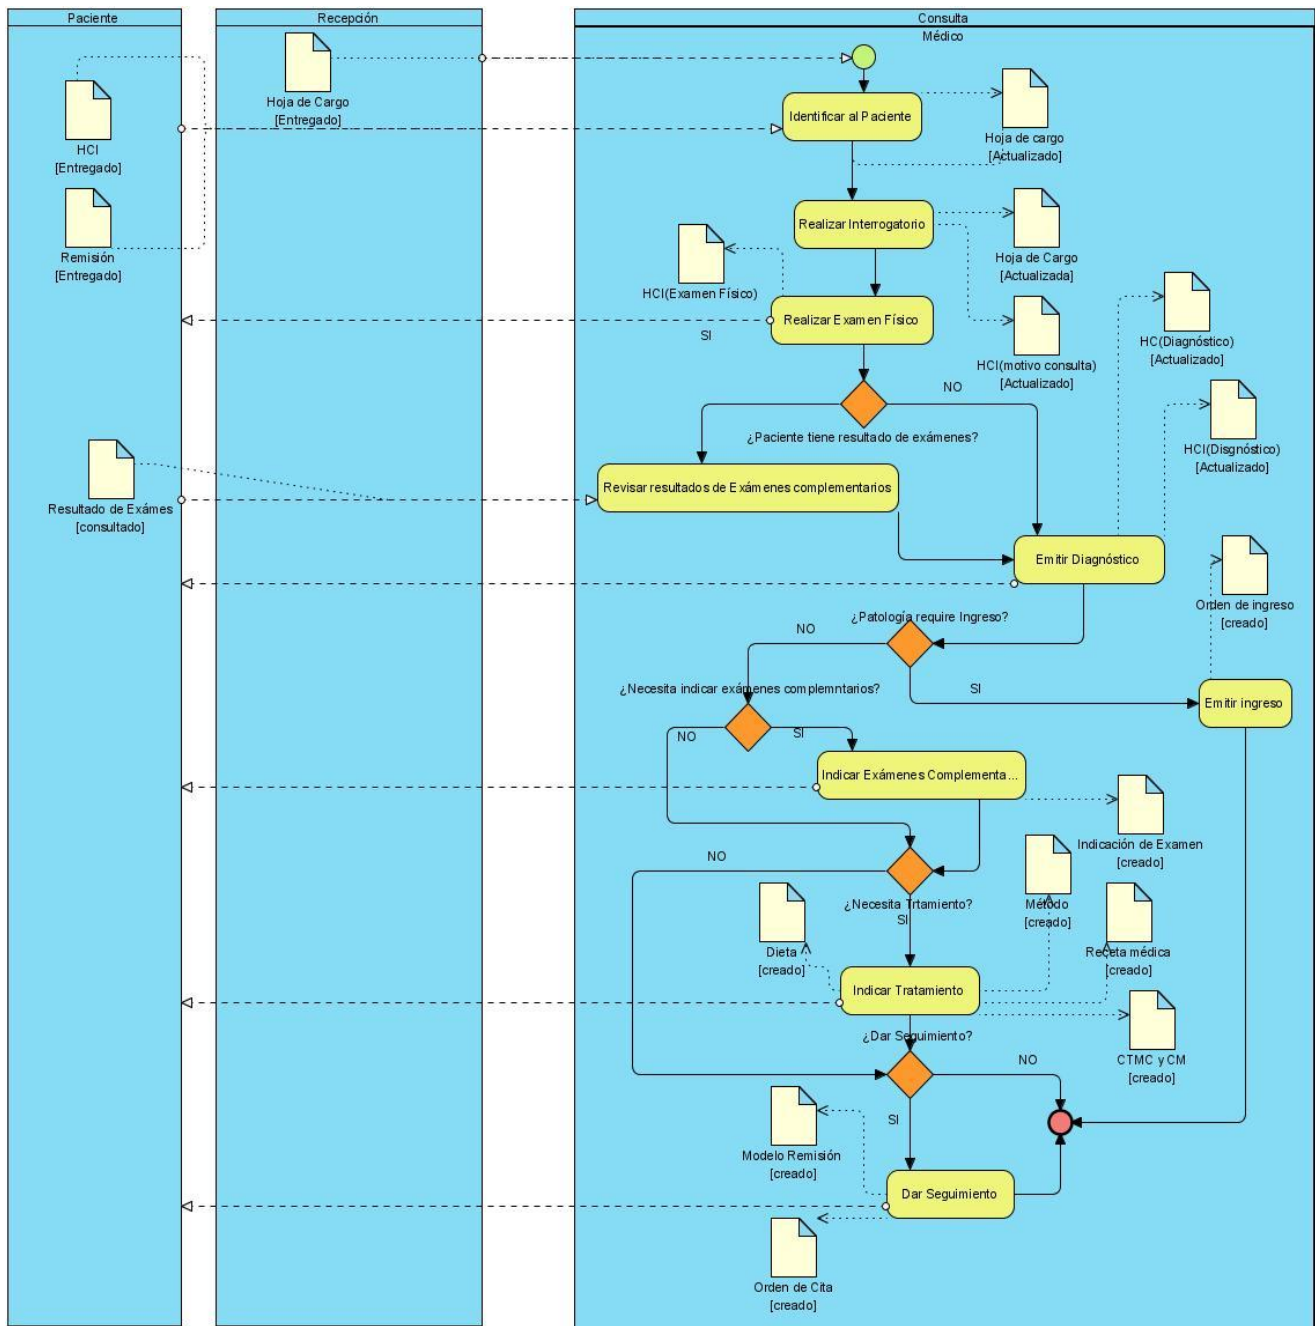 Paciente
Recepción
Consulta
Médico
HCI
[Entregado]
Remisión
[Entregado]
Hoja de Cargo
[Entregado]
Identificar al Paciente
Hoja de cargo
[Actualizado]
Realizar Interrogatorio
Hoja de Cargo
[Actualizada]
HCI(Examen Físico)
Realizar Examen Físico
SI
HCI(motivo consulta)
[Actualizado]
HC(Diagnóstico)
[Actualizado]
NO
¿Paciente tiene resultado de exámenes?
HCI(Disgnóstico)
[Actualizado]
Revisar resultados de Exámenes complementarios
Resultado de Exámes
[consultado]
Emitir Diagnóstico
Orden de ingreso
[creado]
¿Patología require Ingreso?
NO
SI
Emitir ingreso
¿Necesita indicar exámenes complemntarios?
NO
SI
Indicar Exámenes Complementa...
Indicación de Examen
[creado]
NO
¿Necesita Trtamiento?
SI
Dieta
[creado]
Método
[creado]
Receta médica
[creado]
Indicar Tratamiento
CTMC y CM
[creado]
¿Dar Seguimiento?
NO
SI
Modelo Remisión
[creado]
Dar Seguimiento
Orden de Cita
[creado]